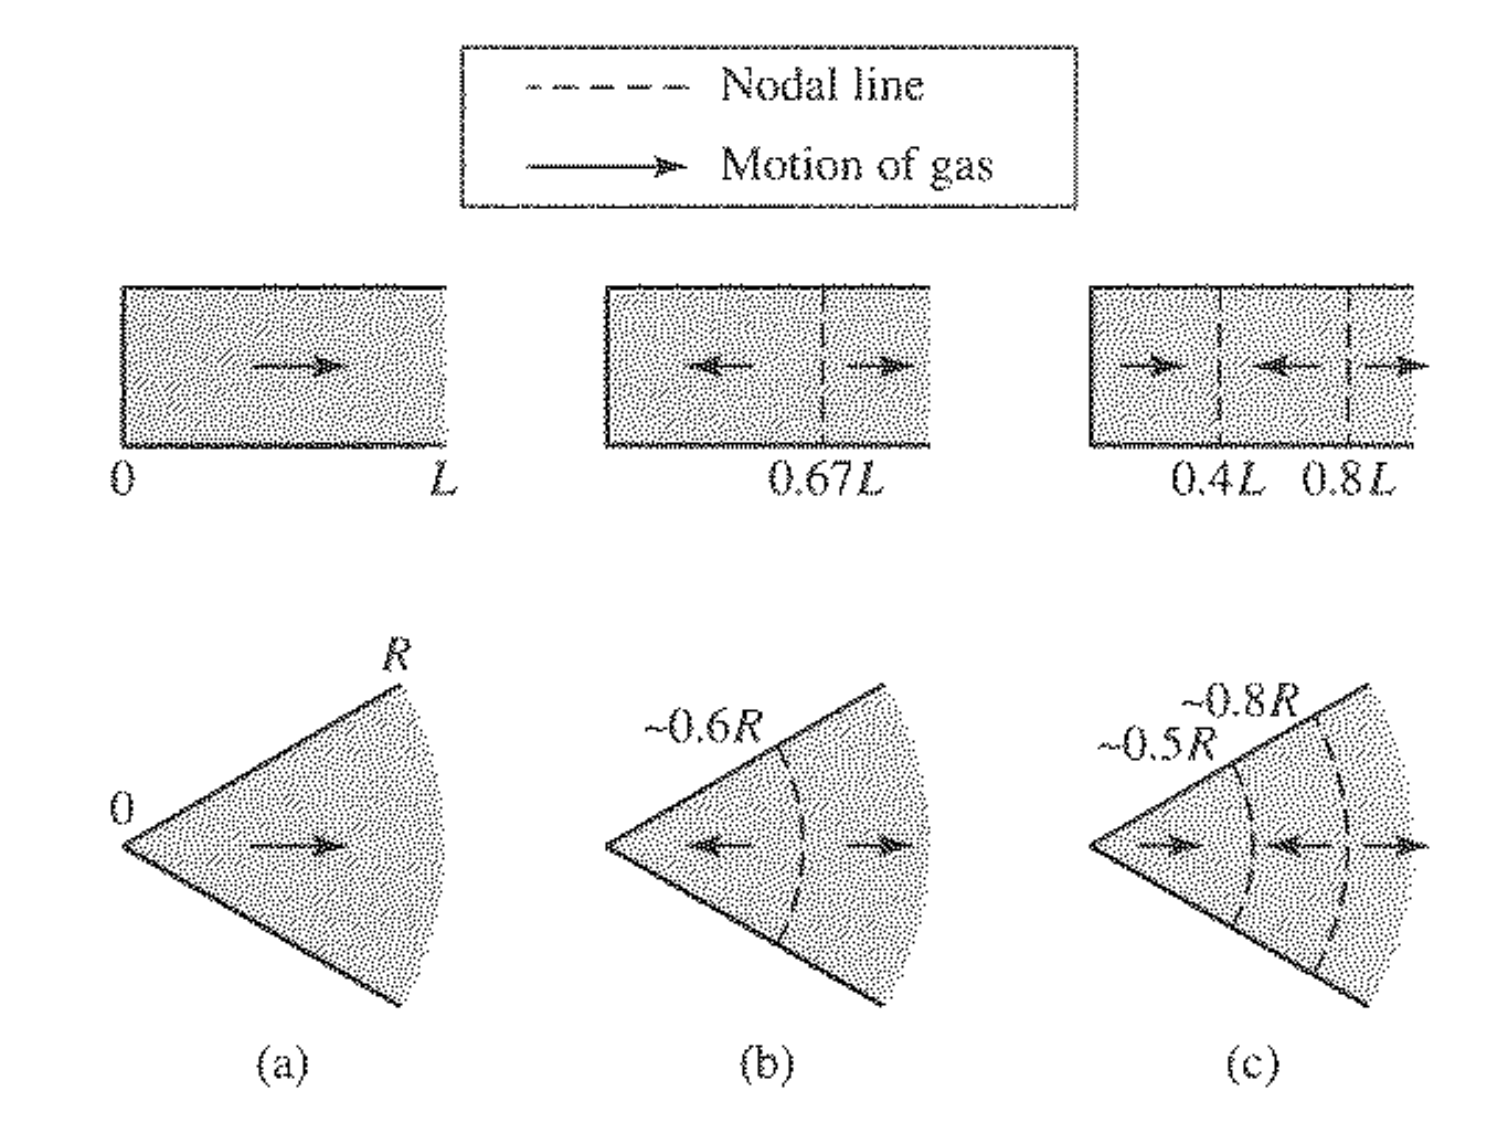 Nodal line
Motion of gas
0 L
0.67L
0.4L 0.8L
R
0
~0.6R
~0.8R
~0.5R
(a) (b) (c)